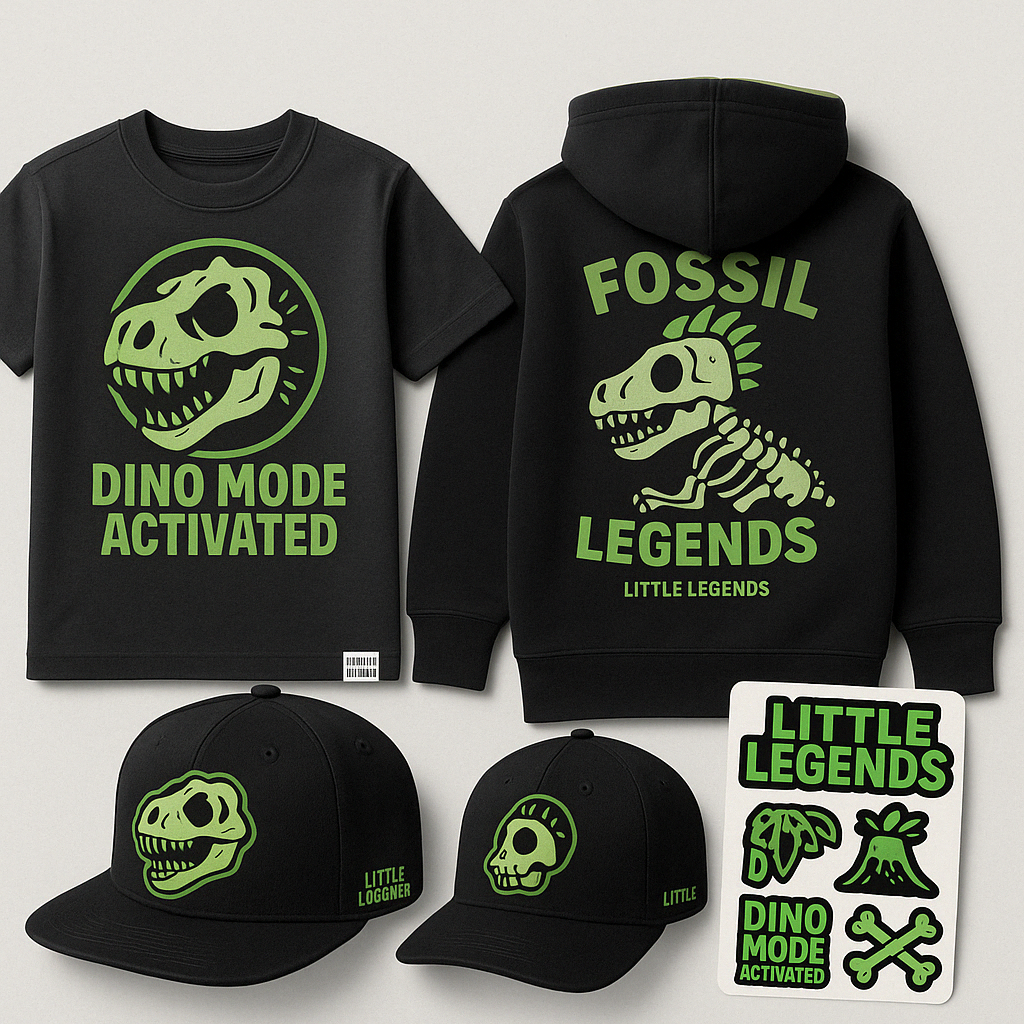 DINO MODE
ACTIVATED
FOSSIL
LEGENDS
LITTLE LEGENDS
LITTLE
LOGGNER
LITTLE
LITTLE
LEGENDS
D
DINO
MODE
ACTIVATED